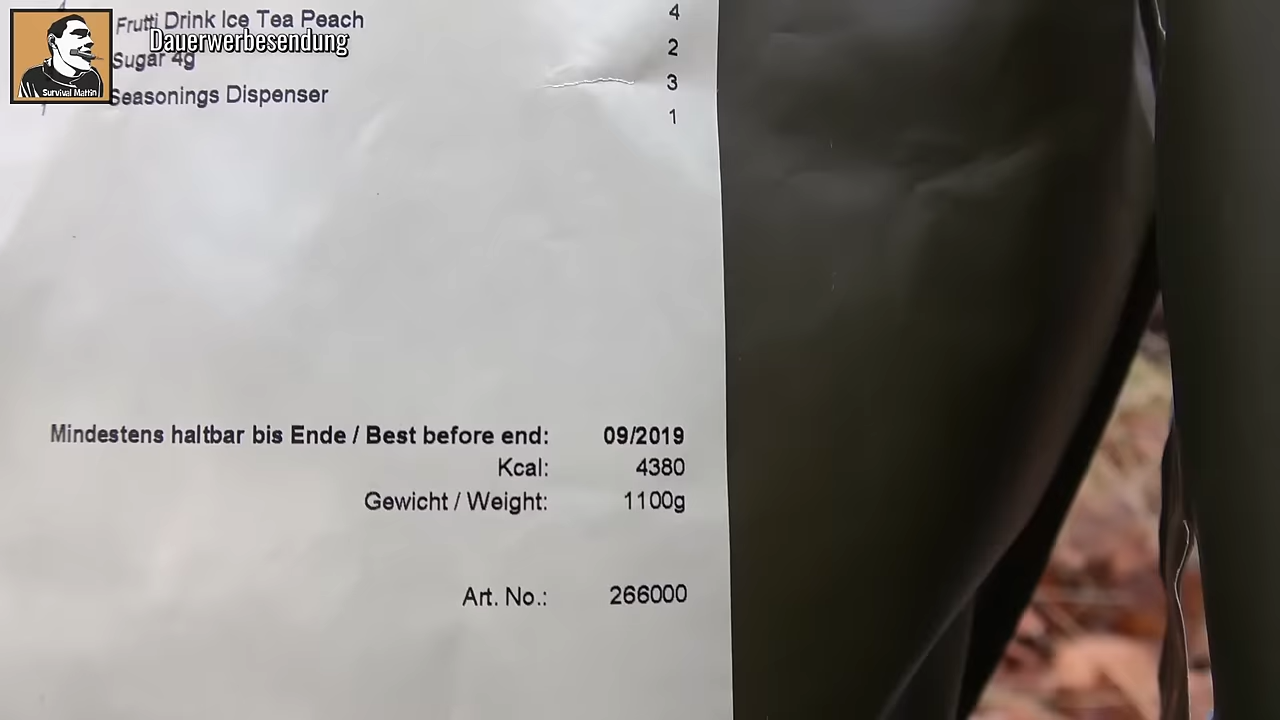 Frutti Drink Ice Tea Peach 4
Dauerwerbesendung
Sugar 4g 2
Seasonings Dispenser 3
1
Survival Mattin
Mindestens haltbar bis Ende / Best before end: 09/2019
Kcal: 4380
Gewicht / Weight: 1100g
Art. No.: 266000